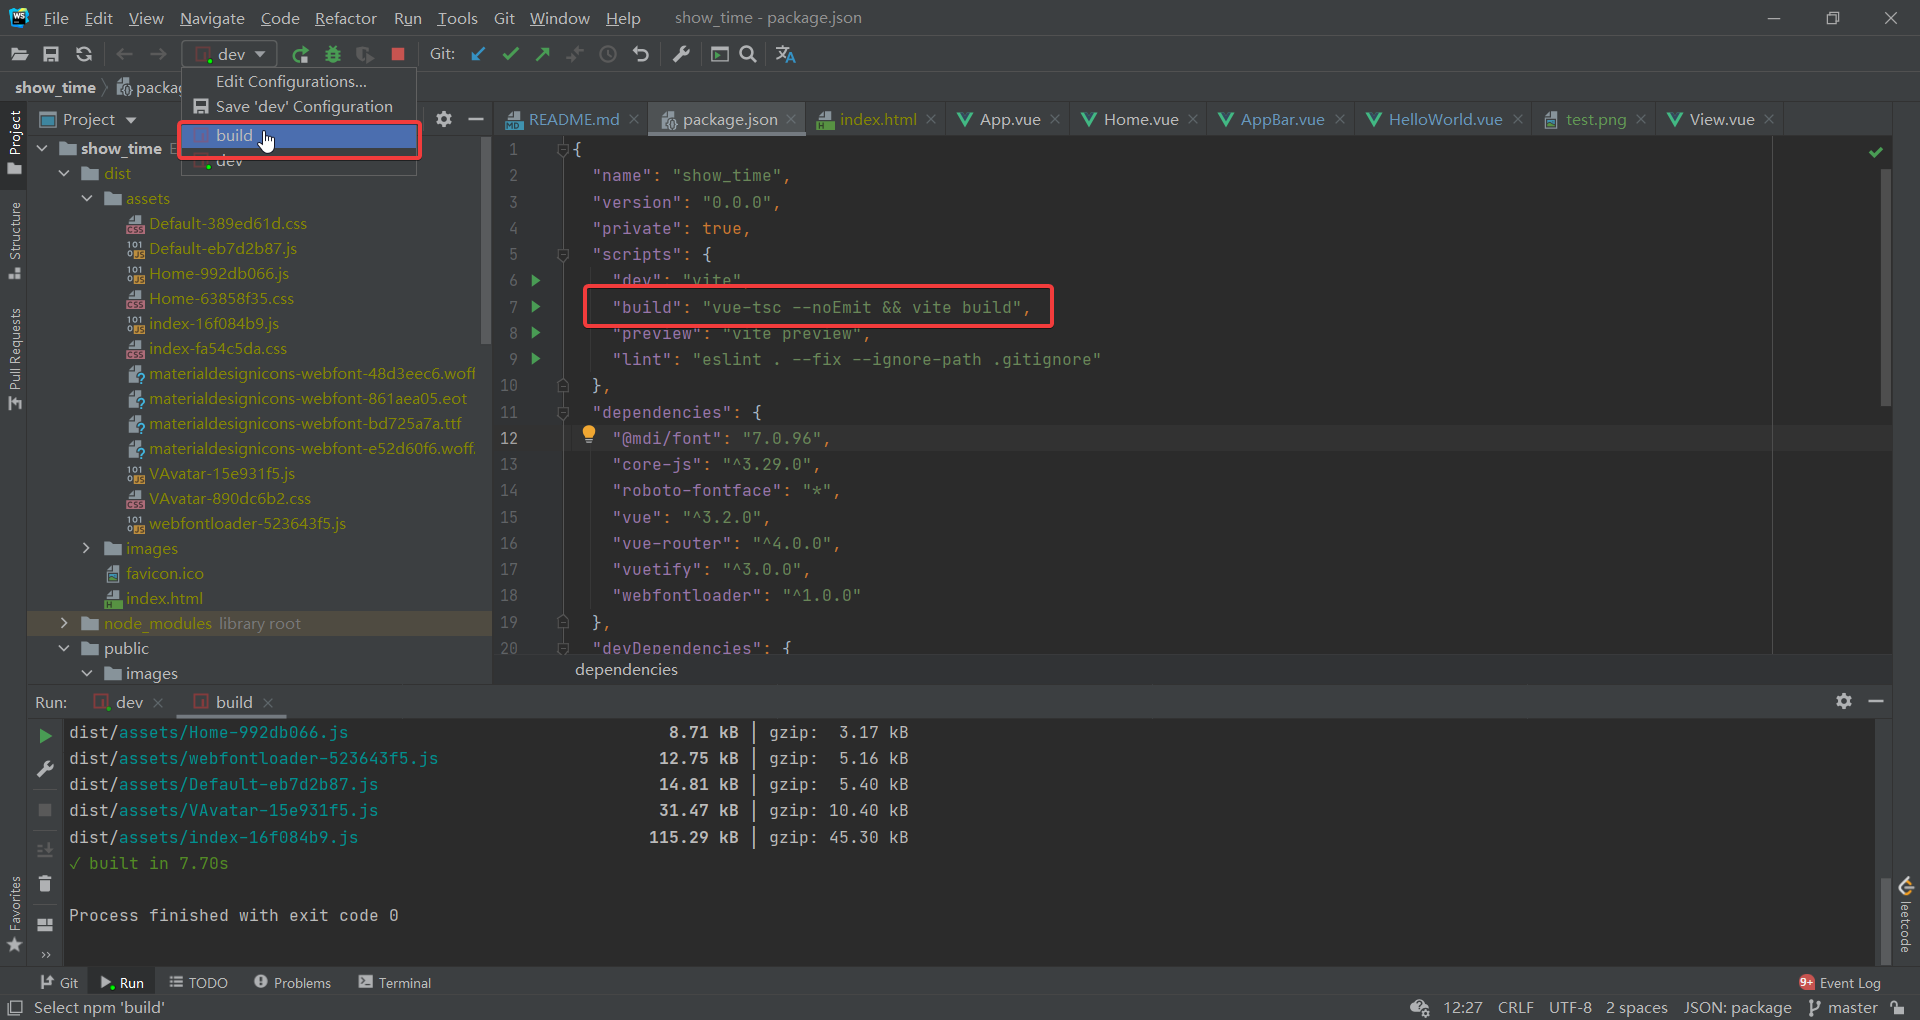 File Edit View Navigate Code Refactor Run Tools Git Window Help show_time - package.json
dev Git:
show_time packag
Edit Configurations...
Save 'dev' Configuration
build
dev
Project
README.md package.json index.html App.vue Home.vue AppBar.vue HelloWorld.vue test.png View.vue
Project
Structure
Pull Requests
Favorites
show_time
dist
assets
Default-389ed61d.css
Default-eb7d2b87.js
Home-992db066.js
Home-63858f35.css
index-16f084b9.js
index-fa54c5da.css
materialdesignicons-webfont-48d3eec6.woff
materialdesignicons-webfont-861aea05.eot
materialdesignicons-webfont-bd725a7a.ttf
materialdesignicons-webfont-e52d60f6.woff
VAvatar-15e931f5.js
VAvatar-890dc6b2.css
webfontloader-523643f5.js
images
favicon.ico
index.html
node_modules library root
public
images
1 {
2 "name": "show_time",
3 "version": "0.0.0",
4 "private": true,
5 "scripts": {
6 "dev": "vite"
7 "build": "vue-tsc --noEmit && vite build",
8 "preview": "vite preview",
9 "lint": "eslint . --fix --ignore-path .gitignore"
10 },
11 "dependencies": {
12 "@mdi/font": "7.0.96",
13 "core-js": "^3.29.0",
14 "roboto-fontface": "*",
15 "vue": "^3.2.0",
16 "vue-router": "^4.0.0",
17 "vuetify": "^3.0.0",
18 "webfontloader": "^1.0.0"
19 },
20 "devDependencies": {
dependencies
Run: dev build
dist/assets/Home-992db066.js 8.71 kB │ gzip: 3.17 kB
dist/assets/webfontloader-523643f5.js 12.75 kB │ gzip: 5.16 kB
dist/assets/Default-eb7d2b87.js 14.81 kB │ gzip: 5.40 kB
dist/assets/VAvatar-15e931f5.js 31.47 kB │ gzip: 10.40 kB
dist/assets/index-16f084b9.js 115.29 kB │ gzip: 45.30 kB
✓ built in 7.70s
Process finished with exit code 0
leetcode
Git Run TODO Problems Terminal 9+ Event Log
Select npm 'build' 12:27 CRLF UTF-8 2 spaces JSON: package master